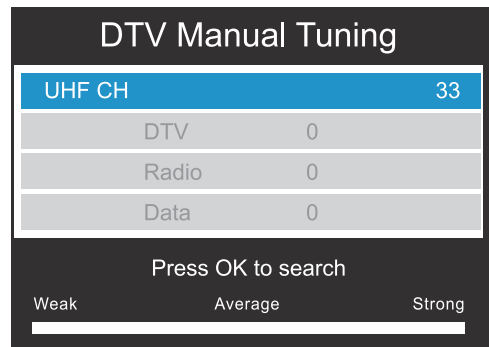 DTV Manual Tuning
UHF CH 33
DTV 0
Radio 0
Data 0
Press OK to search
Weak Average Strong